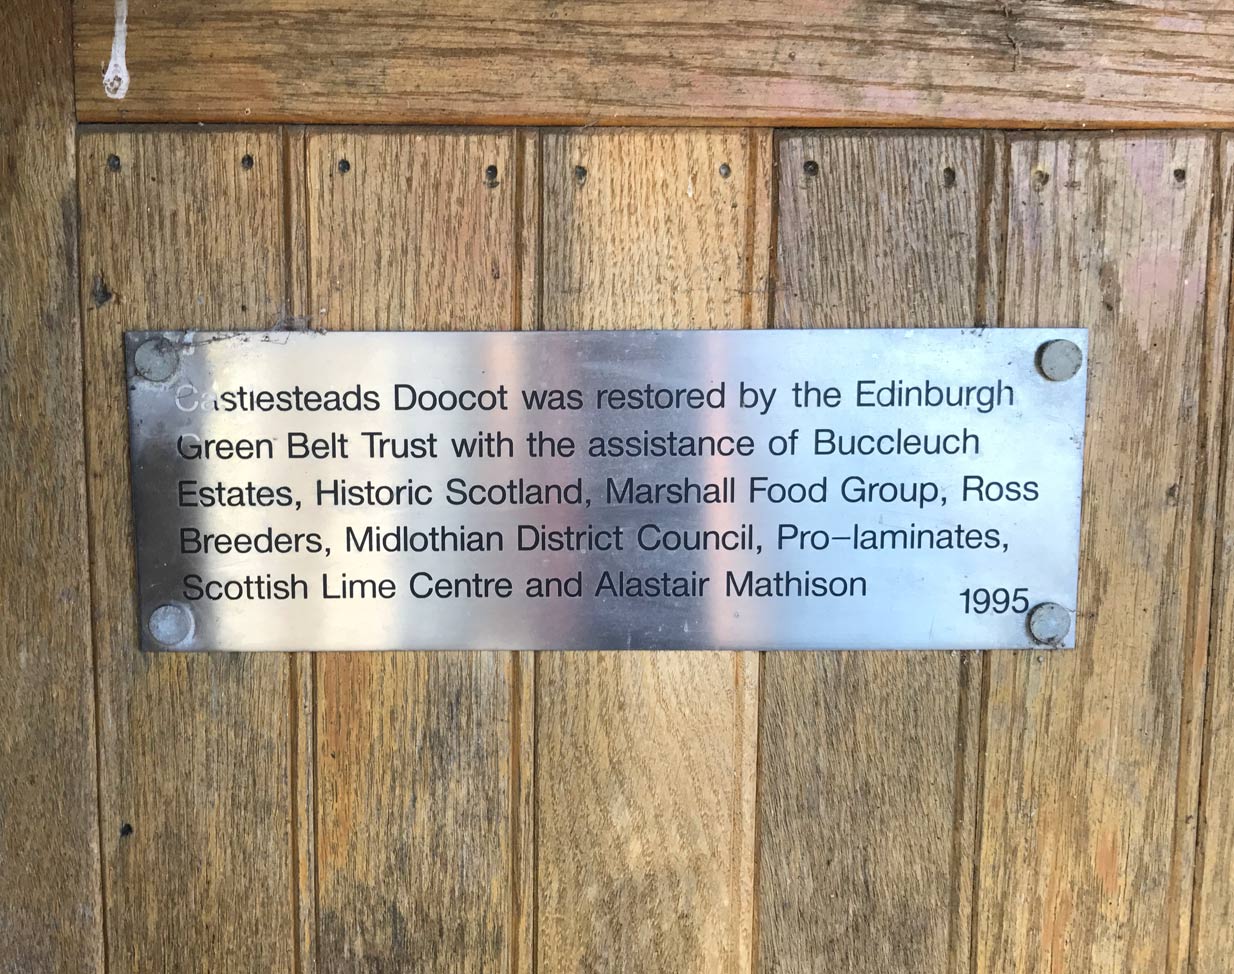 Castlesteads Doocot was restored by the Edinburgh
Green Belt Trust with the assistance of Buccleuch
Estates, Historic Scotland, Marshall Food Group, Ross
Breeders, Midlothian District Council, Pro-laminates,
Scottish Lime Centre and Alastair Mathison
1995